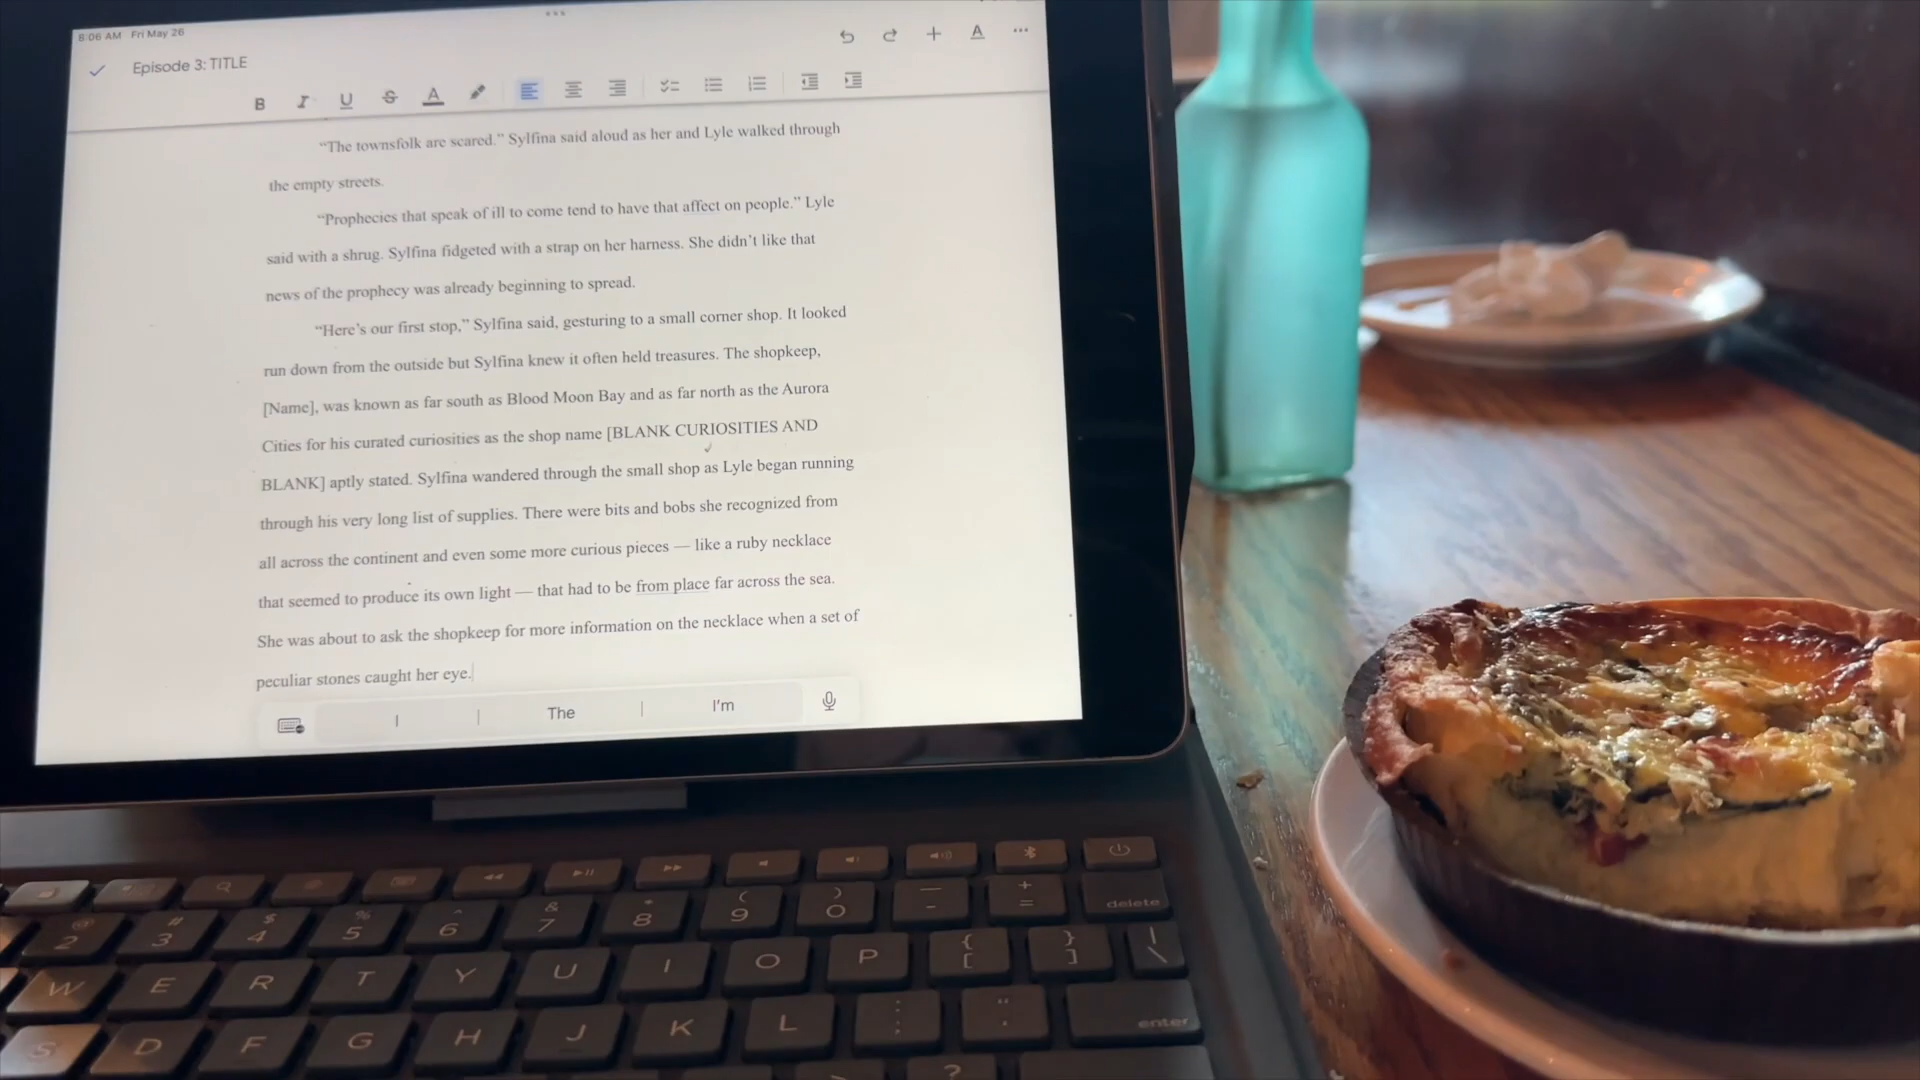 6:06 AM Fri May 26
Episode 3: TITLE
B I U S A
“The townsfolk are scared.” Sylfina said aloud as her and Lyle walked through
the empty streets.
“Prophecies that speak of ill to come tend to have that affect on people.” Lyle
said with a shrug. Sylfina fidgeted with a strap on her harness. She didn’t like that
news of the prophecy was already beginning to spread.
“Here’s our first stop,” Sylfina said, gesturing to a small corner shop. It looked
run down from the outside but Sylfina knew it often held treasures. The shopkeep,
[Name], was known as far south as Blood Moon Bay and as far north as the Aurora
Cities for his curated curiosities as the shop name [BLANK CURIOSITIES AND
BLANK] aptly stated. Sylfina wandered through the small shop as Lyle began running
through his very long list of supplies. There were bits and bobs she recognized from
all across the continent and even some more curious pieces — like a ruby necklace
that seemed to produce its own light — that had to be from place far across the sea.
She was about to ask the shopkeep for more information on the necklace when a set of
peculiar stones caught her eye.
I The I’m
@ # $ % ^ & * ( ) — +
2 3 4 5 6 7 8 9 0 - = delete
W E R T Y U I O P { [ } ] | \
S D F G H J K L : ; " ' enter
?